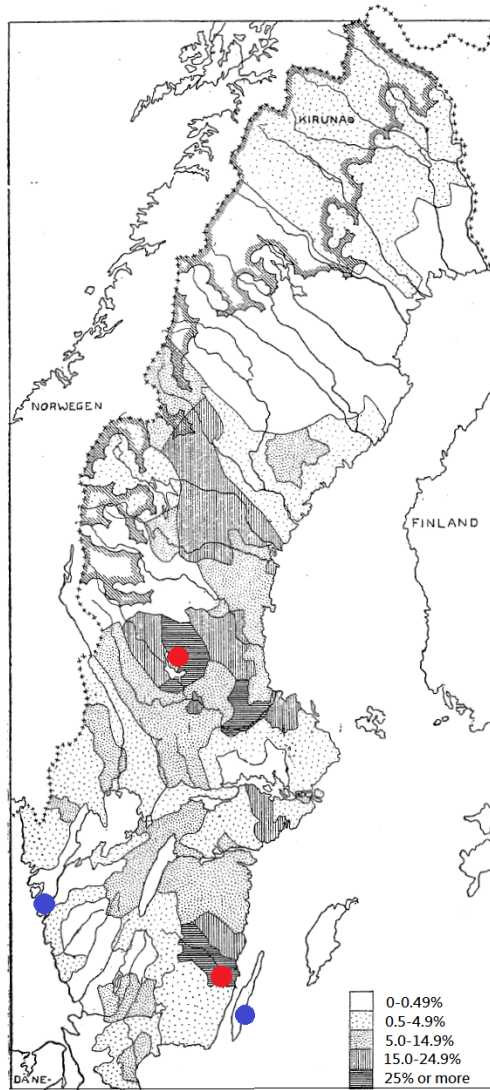 KIRUNA
NORWEGEN
FINLAND
0-0.49%
0.5-4.9%
5.0-14.9%
15.0-24.9%
25% or more
DÄNE-